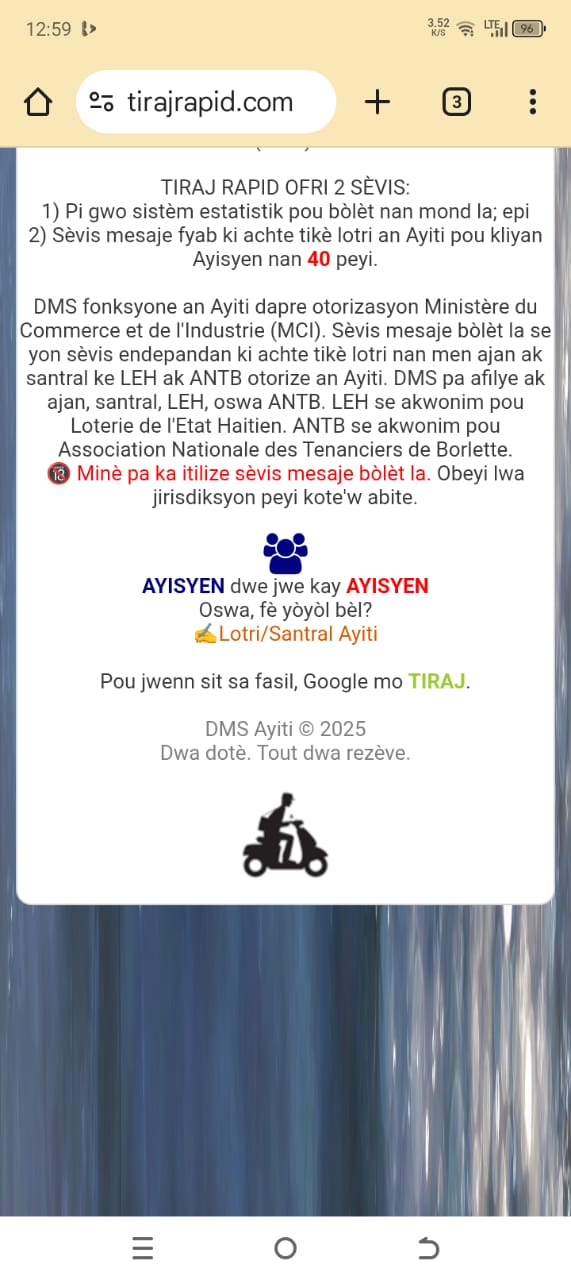 12:59
3.52
K/S
LTE
96
tirajrapid.com
3
TIRAJ RAPID OFRI 2 SÈVIS:
1) Pi gwo sistèm estatistik pou bòlèt nan mond la; epi
2) Sèvis mesaje fyab ki achte tikè lotri an Ayiti pou kliyan
Ayisyen nan 40 peyi.
DMS fonksyone an Ayiti dapre otorizasyon Ministère du
Commerce et de l'Industrie (MCI). Sèvis mesaje bòlèt la se
yon sèvis endepandan ki achte tikè lotri nan men ajan ak
santral ke LEH ak ANTB otorize an Ayiti. DMS pa afilye ak
ajan, santral, LEH, oswa ANTB. LEH se akwonim pou
Loterie de l'Etat Haitien. ANTB se akwonim pou
Association Nationale des Tenanciers de Borlette.
🔞 Minè pa ka itilize sèvis mesaje bòlèt la. Obeyi lwa
jirisdiksyon peyi kote'w abite.
AYISYEN dwe jwe kay AYISYEN
Oswa, fè yòyòl bèl?
✍️Lotri/Santral Ayiti
Pou jwenn sit sa fasil, Google mo TIRAJ.
DMS Ayiti © 2025
Dwa dotè. Tout dwa rezève.